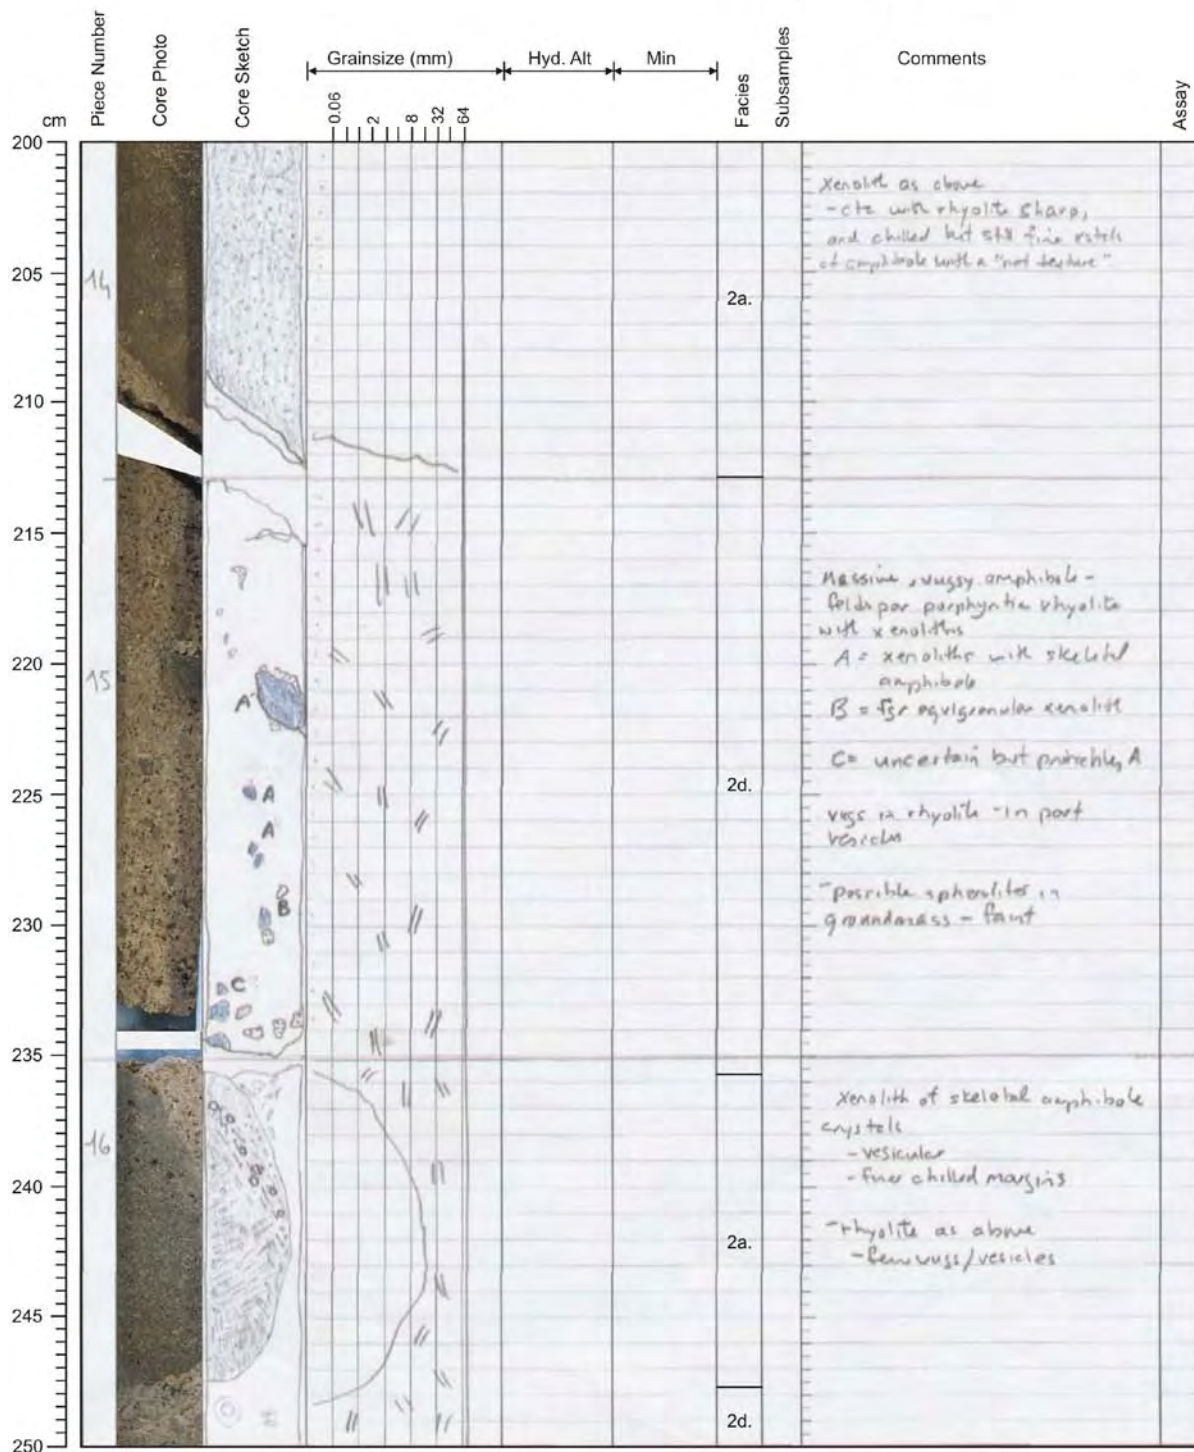 Piece Number
Core Photo
Core Sketch
Grainsize (mm)
Hyd. Alt
Min
Facies
Subsamples
Comments
Assay
cm
0.06
2
8
32
64
200
205
210
215
220
225
230
235
240
245
250
14
15
16
A
A
A
B
C
2a.
2d.
2a.
2d.
xenolith as above
- ctc with rhyolite sharp,
and chilled but still fine xstals
of amphibole with a "
Massive, vuggy amphibole -
feldspar porphyritic rhyolite
with xenoliths
A = xenoliths with skeletal
amphibole
B = fgr eqigranular xenolith
C = uncertain but probably A
vugs in rhyolite - in part
vesicles
- possible spherulites in
groundmass - faint
Xenolith of skeletal amphibole
crystals
- vesicular
- finer chilled margins
- rhyolite as above
- few vugs/vesicles